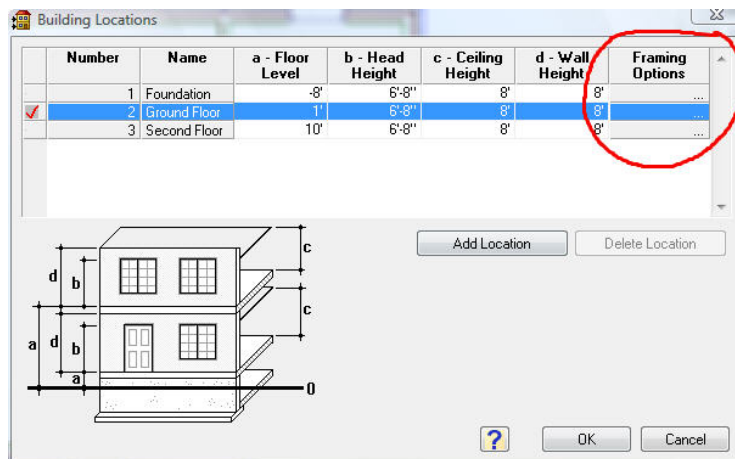 Building Locations
Number Name a - Floor Level b - Head Height c - Ceiling Height d - Wall Height Framing Options
1 Foundation -8' 6'-8" 8' 8' ...
2 Ground Floor 1' 6'-8" 8' 8' ...
3 Second Floor 10' 6'-8" 8' 8' ...
Add Location Delete Location
c
d b
c
a d b
a
0
? OK Cancel